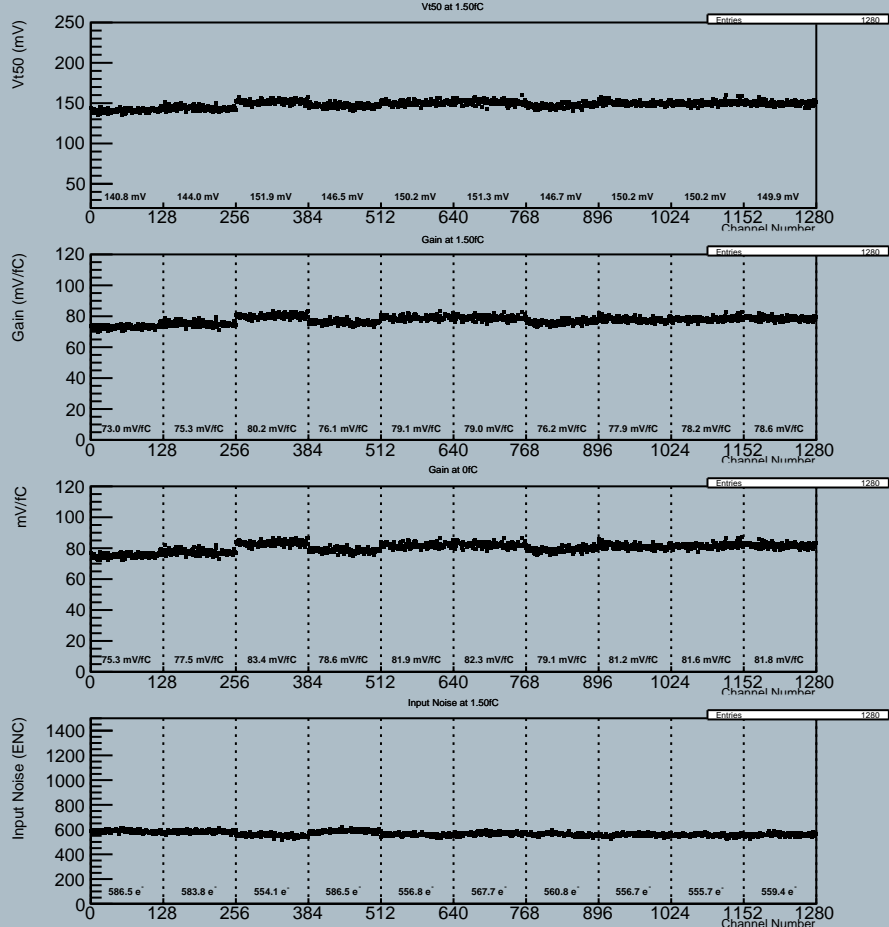 Vt50 at 1.50fC
Entries 1280
Vt50 (mV)
250
200
150
100
50
140.8 mV 144.0 mV 151.9 mV 146.5 mV 150.2 mV 151.3 mV 146.7 mV 150.2 mV 150.2 mV 149.9 mV
0 128 256 384 512 640 768 896 1024 1152 1280
Channel Number
Gain at 1.50fC
Entries 1280
Gain (mV/fC)
120
100
80
60
40
20
0
73.0 mV/fC 75.3 mV/fC 80.2 mV/fC 76.1 mV/fC 79.1 mV/fC 79.0 mV/fC 76.2 mV/fC 77.9 mV/fC 78.2 mV/fC 78.6 mV/fC
0 128 256 384 512 640 768 896 1024 1152 1280
Channel Number
Gain at 0fC
Entries 1280
mV/fC
120
100
80
60
40
20
0
75.3 mV/fC 77.5 mV/fC 83.4 mV/fC 78.6 mV/fC 81.9 mV/fC 82.3 mV/fC 79.1 mV/fC 81.2 mV/fC 81.6 mV/fC 81.8 mV/fC
0 128 256 384 512 640 768 896 1024 1152 1280
Channel Number
Input Noise at 1.50fC
Entries 1280
Input Noise (ENC)
1400
1200
1000
800
600
400
200
0
586.5 e⁻ 583.8 e⁻ 554.1 e⁻ 586.5 e⁻ 556.8 e⁻ 567.7 e⁻ 560.8 e⁻ 556.7 e⁻ 555.7 e⁻ 559.4 e⁻
0 128 256 384 512 640 768 896 1024 1152 1280
Channel Number